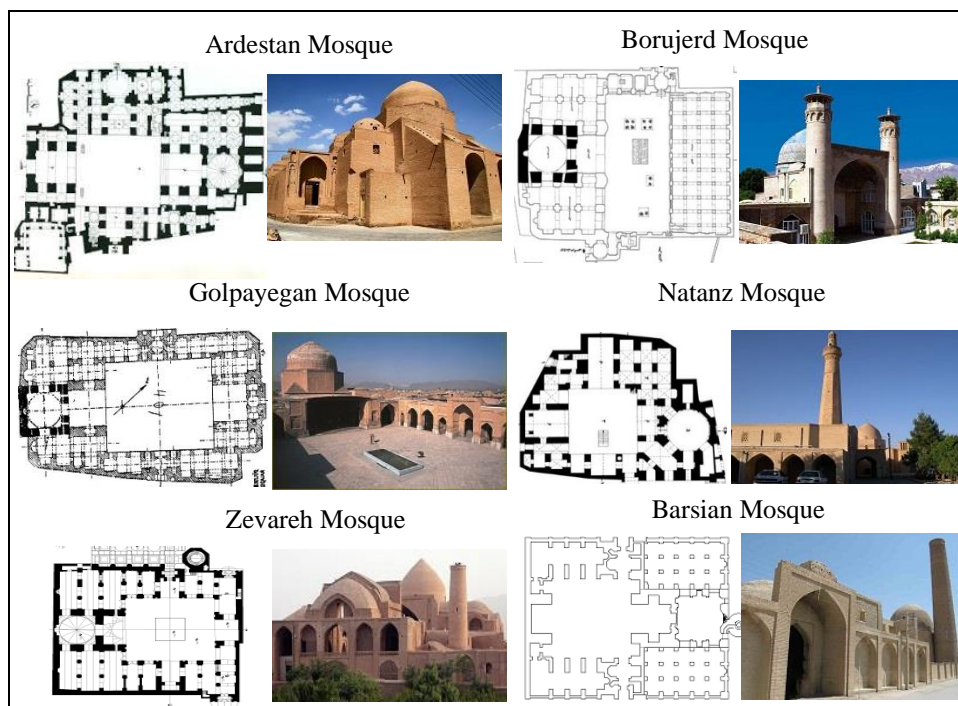 Ardestan Mosque
Borujerd Mosque
Golpayegan Mosque
Natanz Mosque
Zevareh Mosque
Barsian Mosque